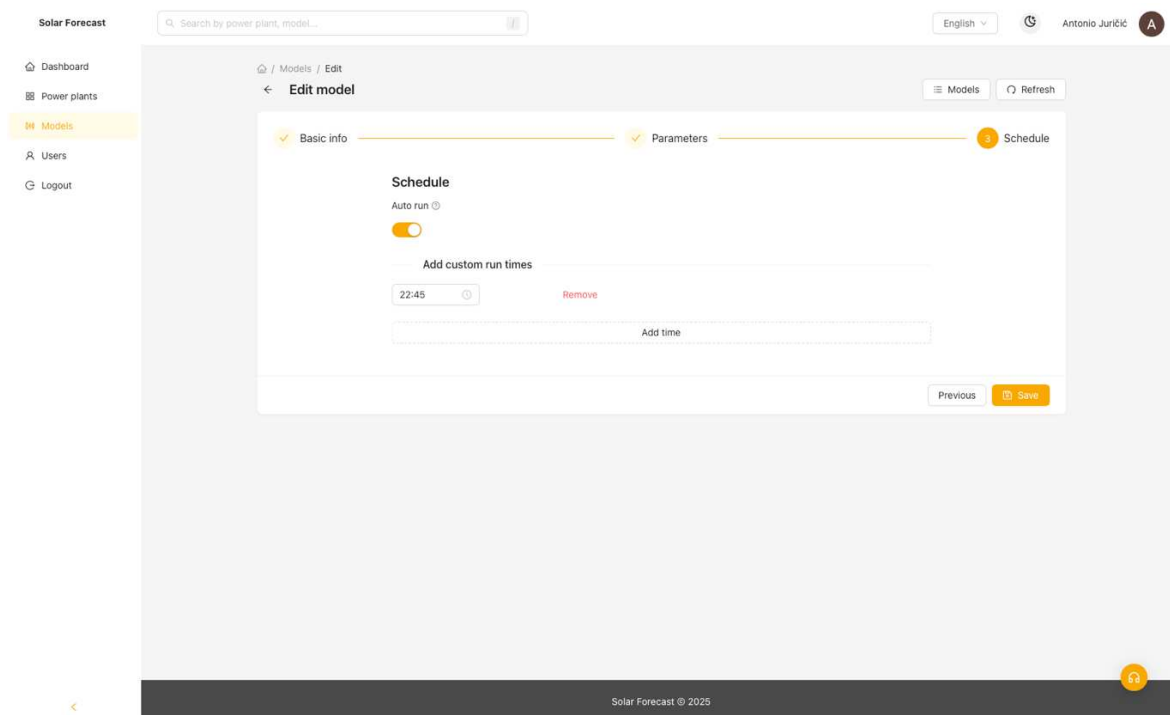 Solar Forecast
Search by power plant, model...
/
English
Antonio Juričić
A
Dashboard
Power plants
Models
Users
Logout
/ Models / Edit
Edit model
Models
Refresh
Basic info
Parameters
3 Schedule
Schedule
Auto run
Add custom run times
22:45
Remove
Add time
Previous
Save
Solar Forecast © 2025